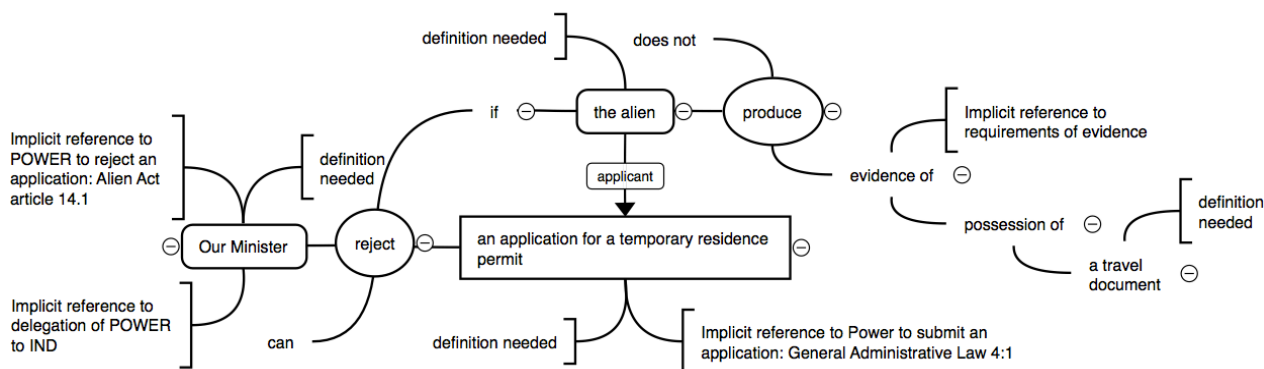 definition needed
does not
if
the alien
produce
Implicit reference to
requirements of evidence
Implicit reference to
POWER to reject an
application: Alien Act
article 14.1
definition
needed
applicant
evidence of
definition
needed
possession of
Our Minister
reject
an application for a temporary residence
permit
a travel
document
Implicit reference to
delegation of POWER
to IND
can
definition needed
Implicit reference to Power to submit an
application: General Administrative Law 4:1